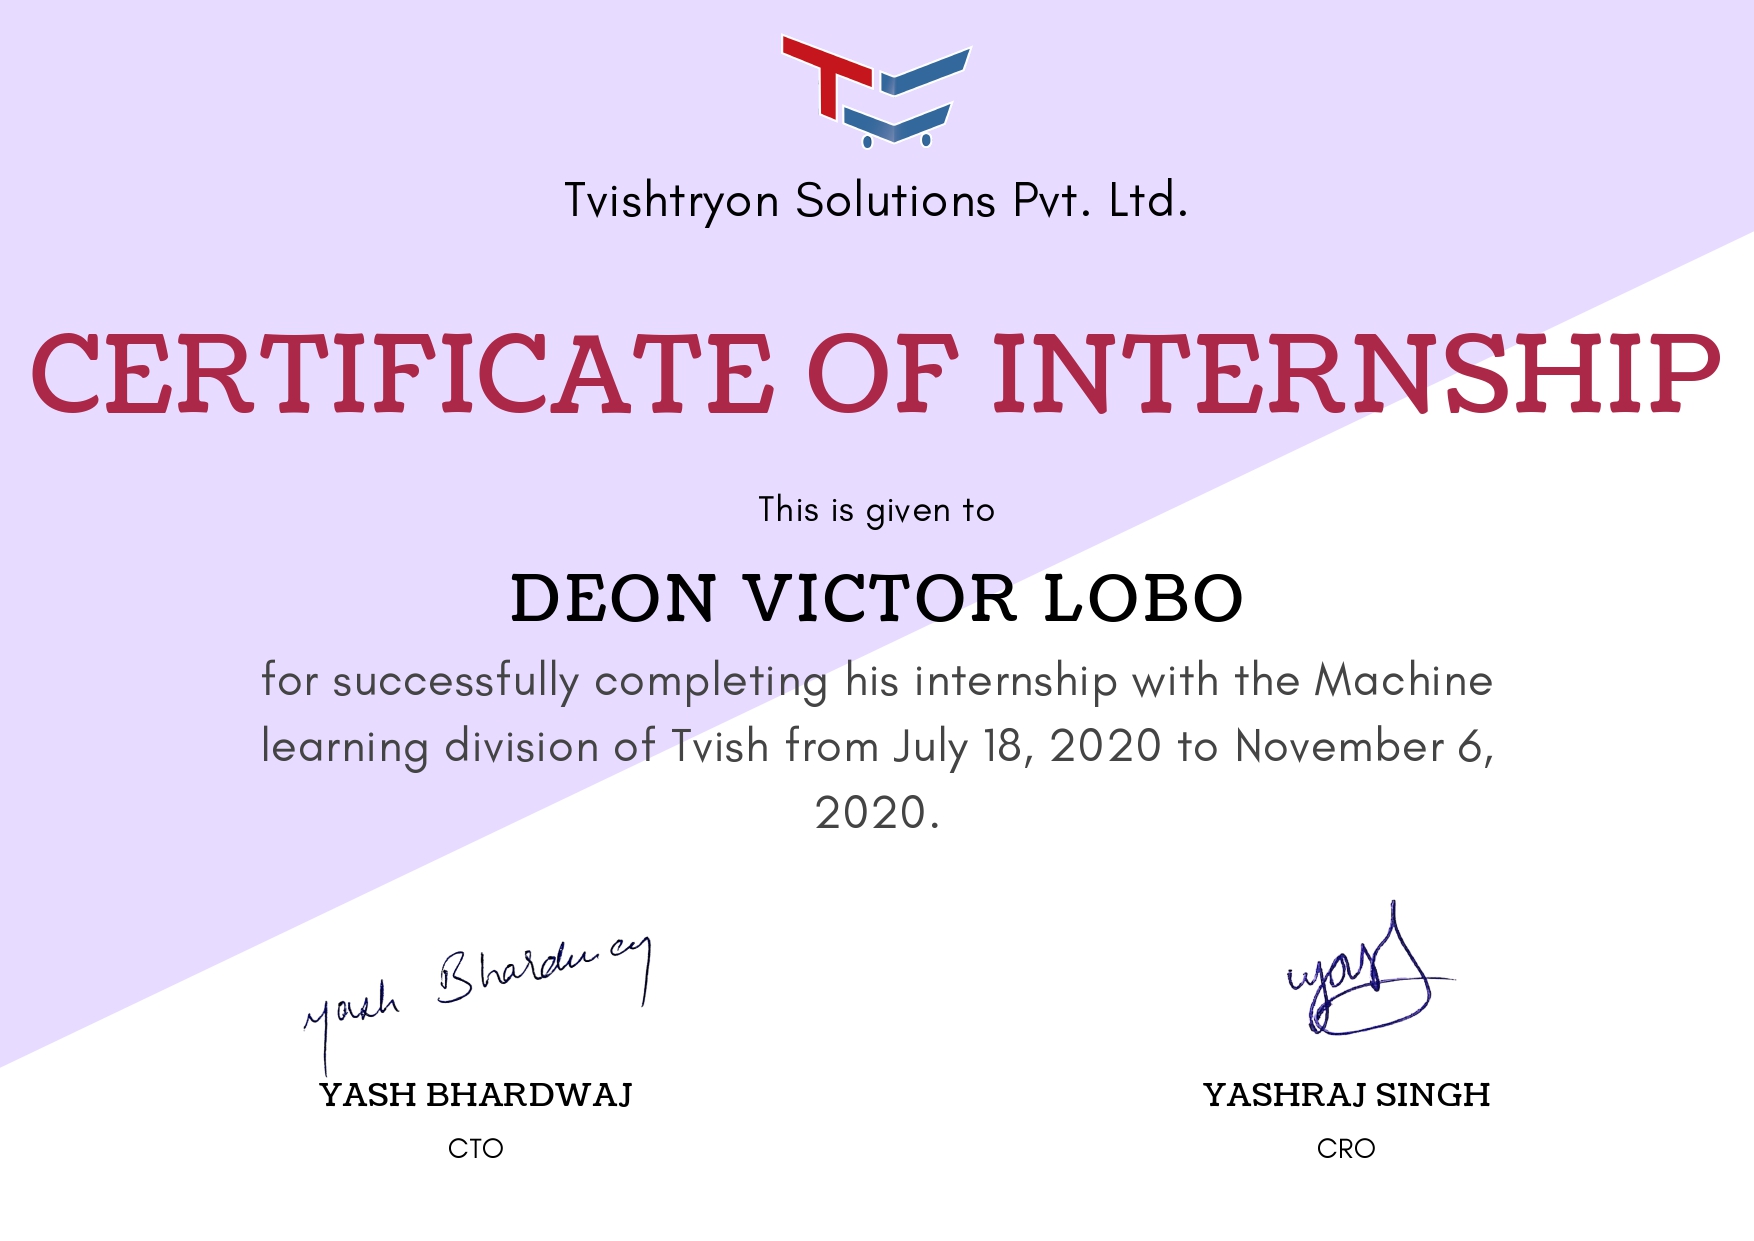 Tvishtryon Solutions Pvt. Ltd.
CERTIFICATE OF INTERNSHIP
This is given to
DEON VICTOR LOBO
for successfully completing his internship with the Machine
learning division of Tvish from July 18, 2020 to November 6,
2020.
Yash Bhardwaj
YASH BHARDWAJ
CTO
YASHRAJ SINGH
CRO